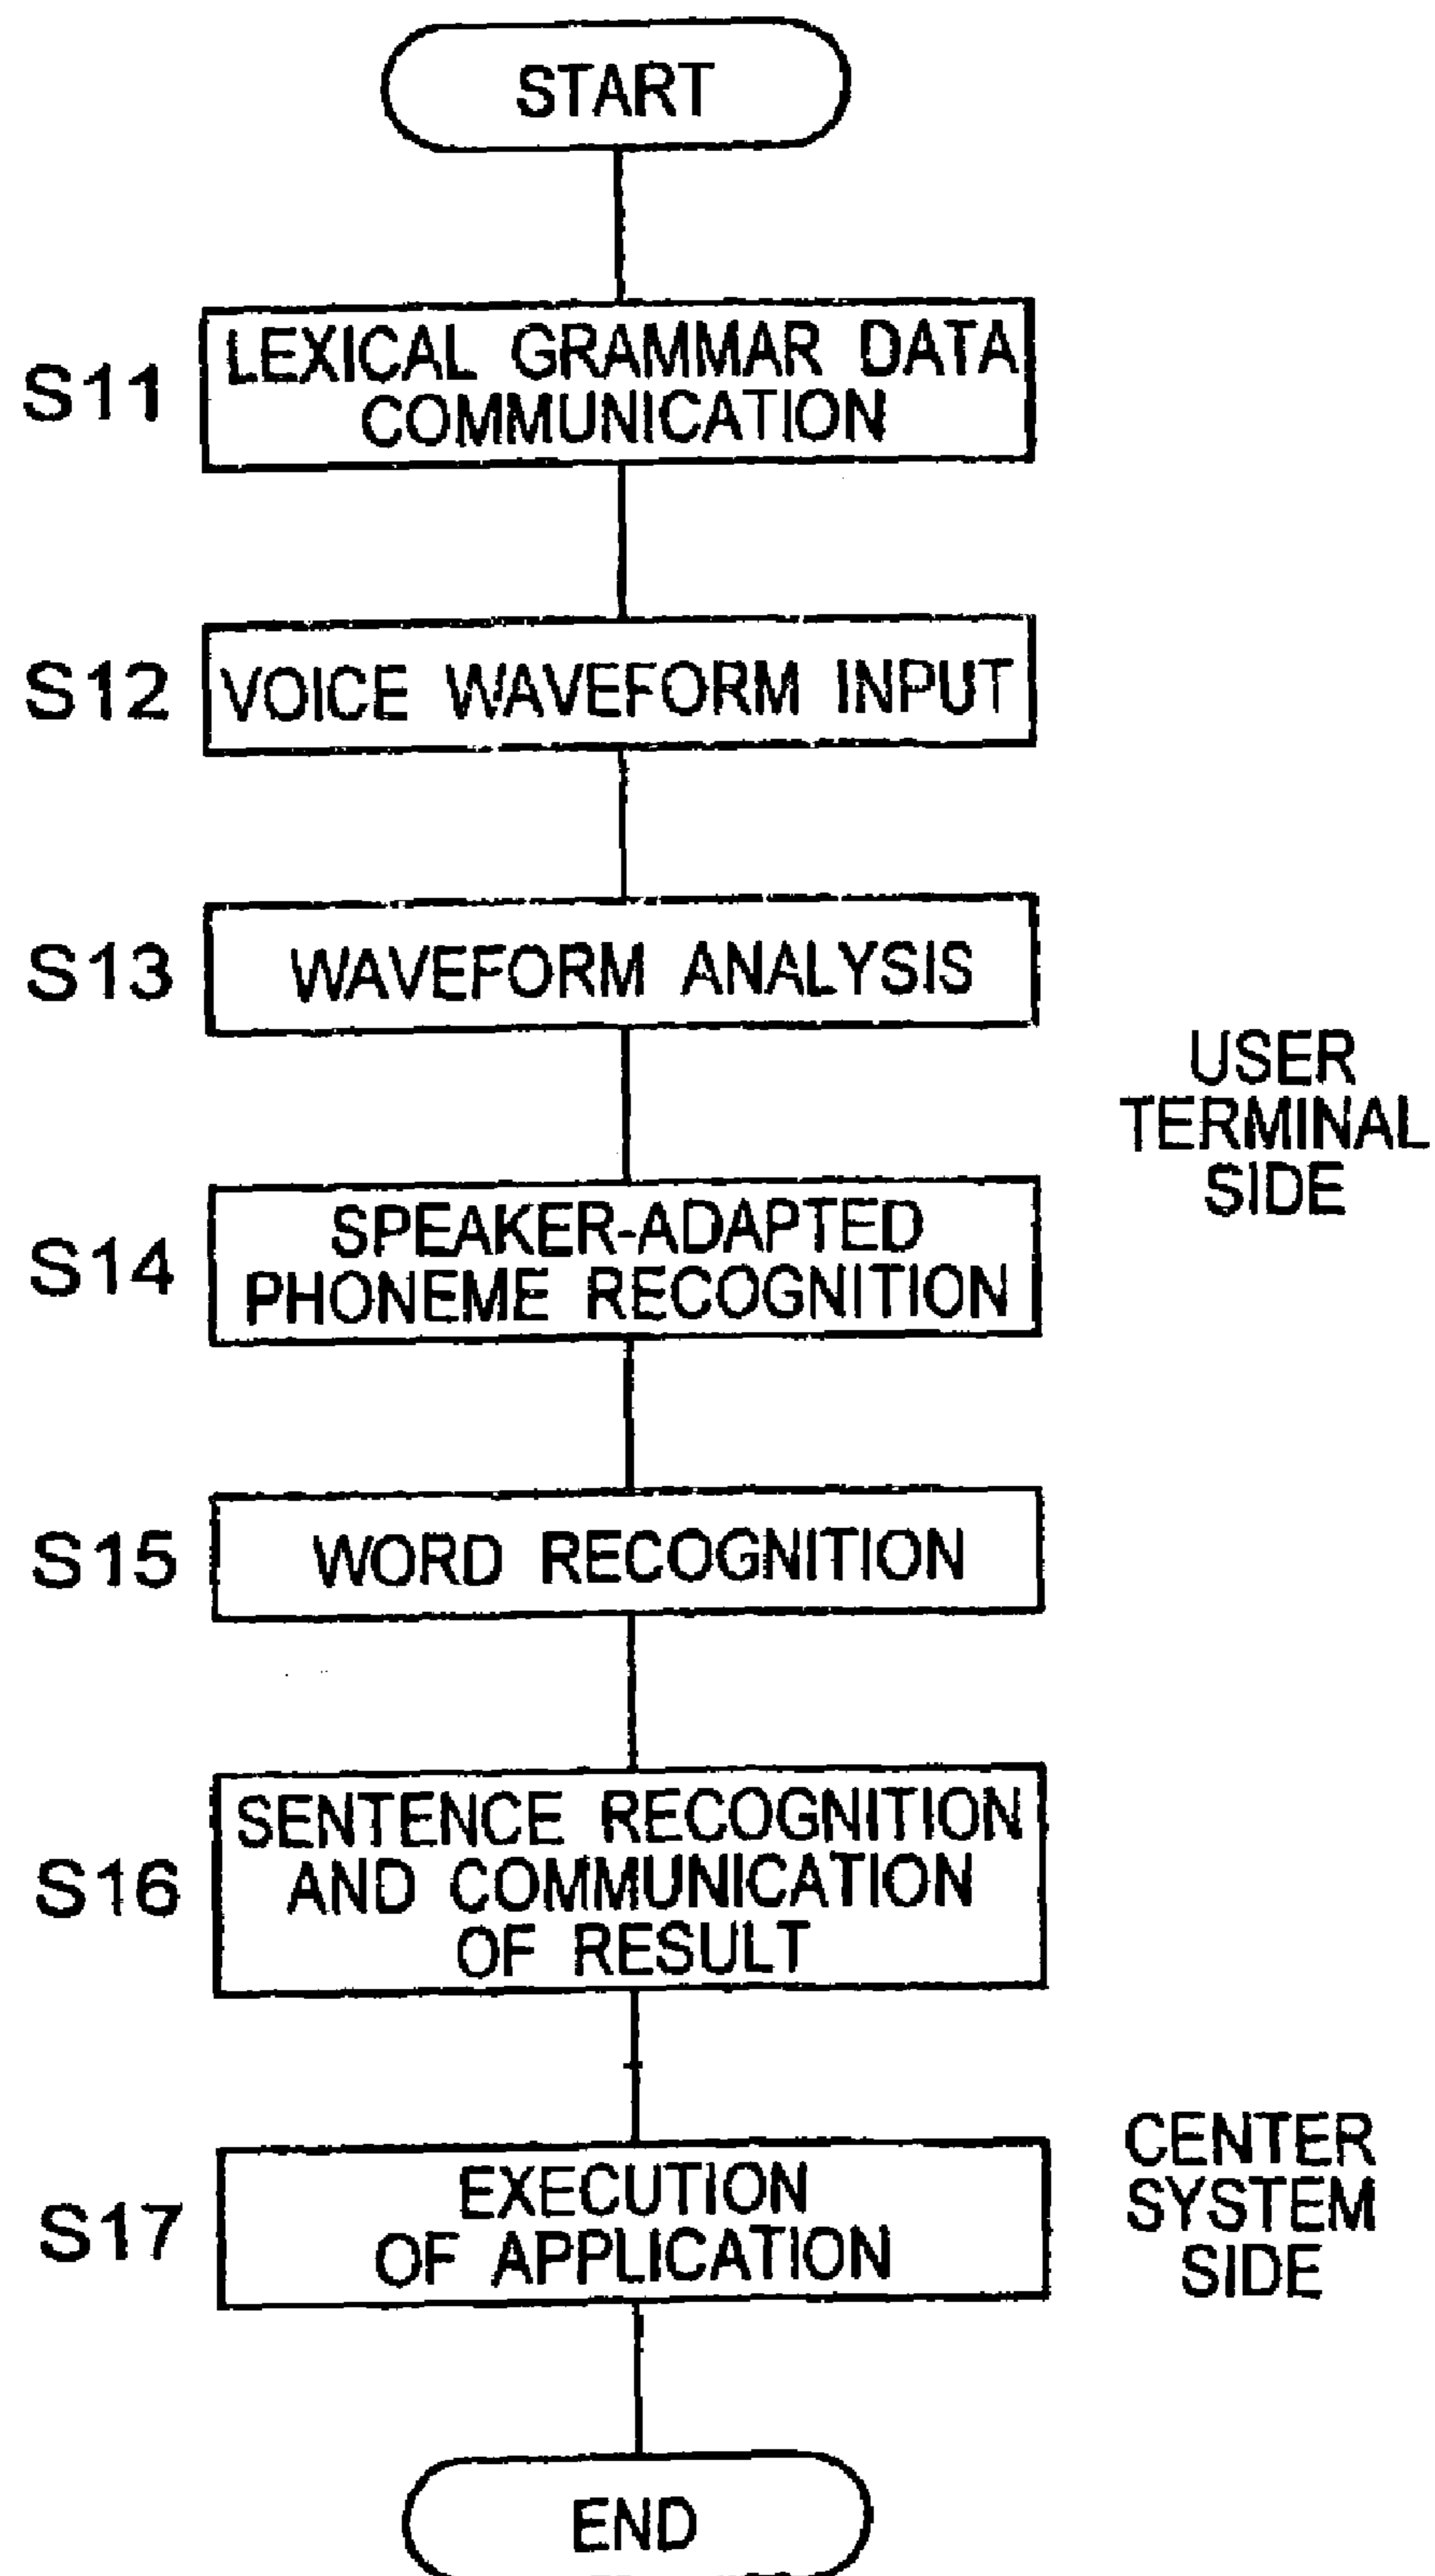 START
S11
LEXICAL GRAMMAR DATA
COMMUNICATION
S12
VOICE WAVEFORM INPUT
S13
WAVEFORM ANALYSIS
USER
TERMINAL
SIDE
S14
SPEAKER-ADAPTED
PHONEME RECOGNITION
S15
WORD RECOGNITION
S16
SENTENCE RECOGNITION
AND COMMUNICATION
OF RESULT
S17
EXECUTION
OF APPLICATION
CENTER
SYSTEM
SIDE
END